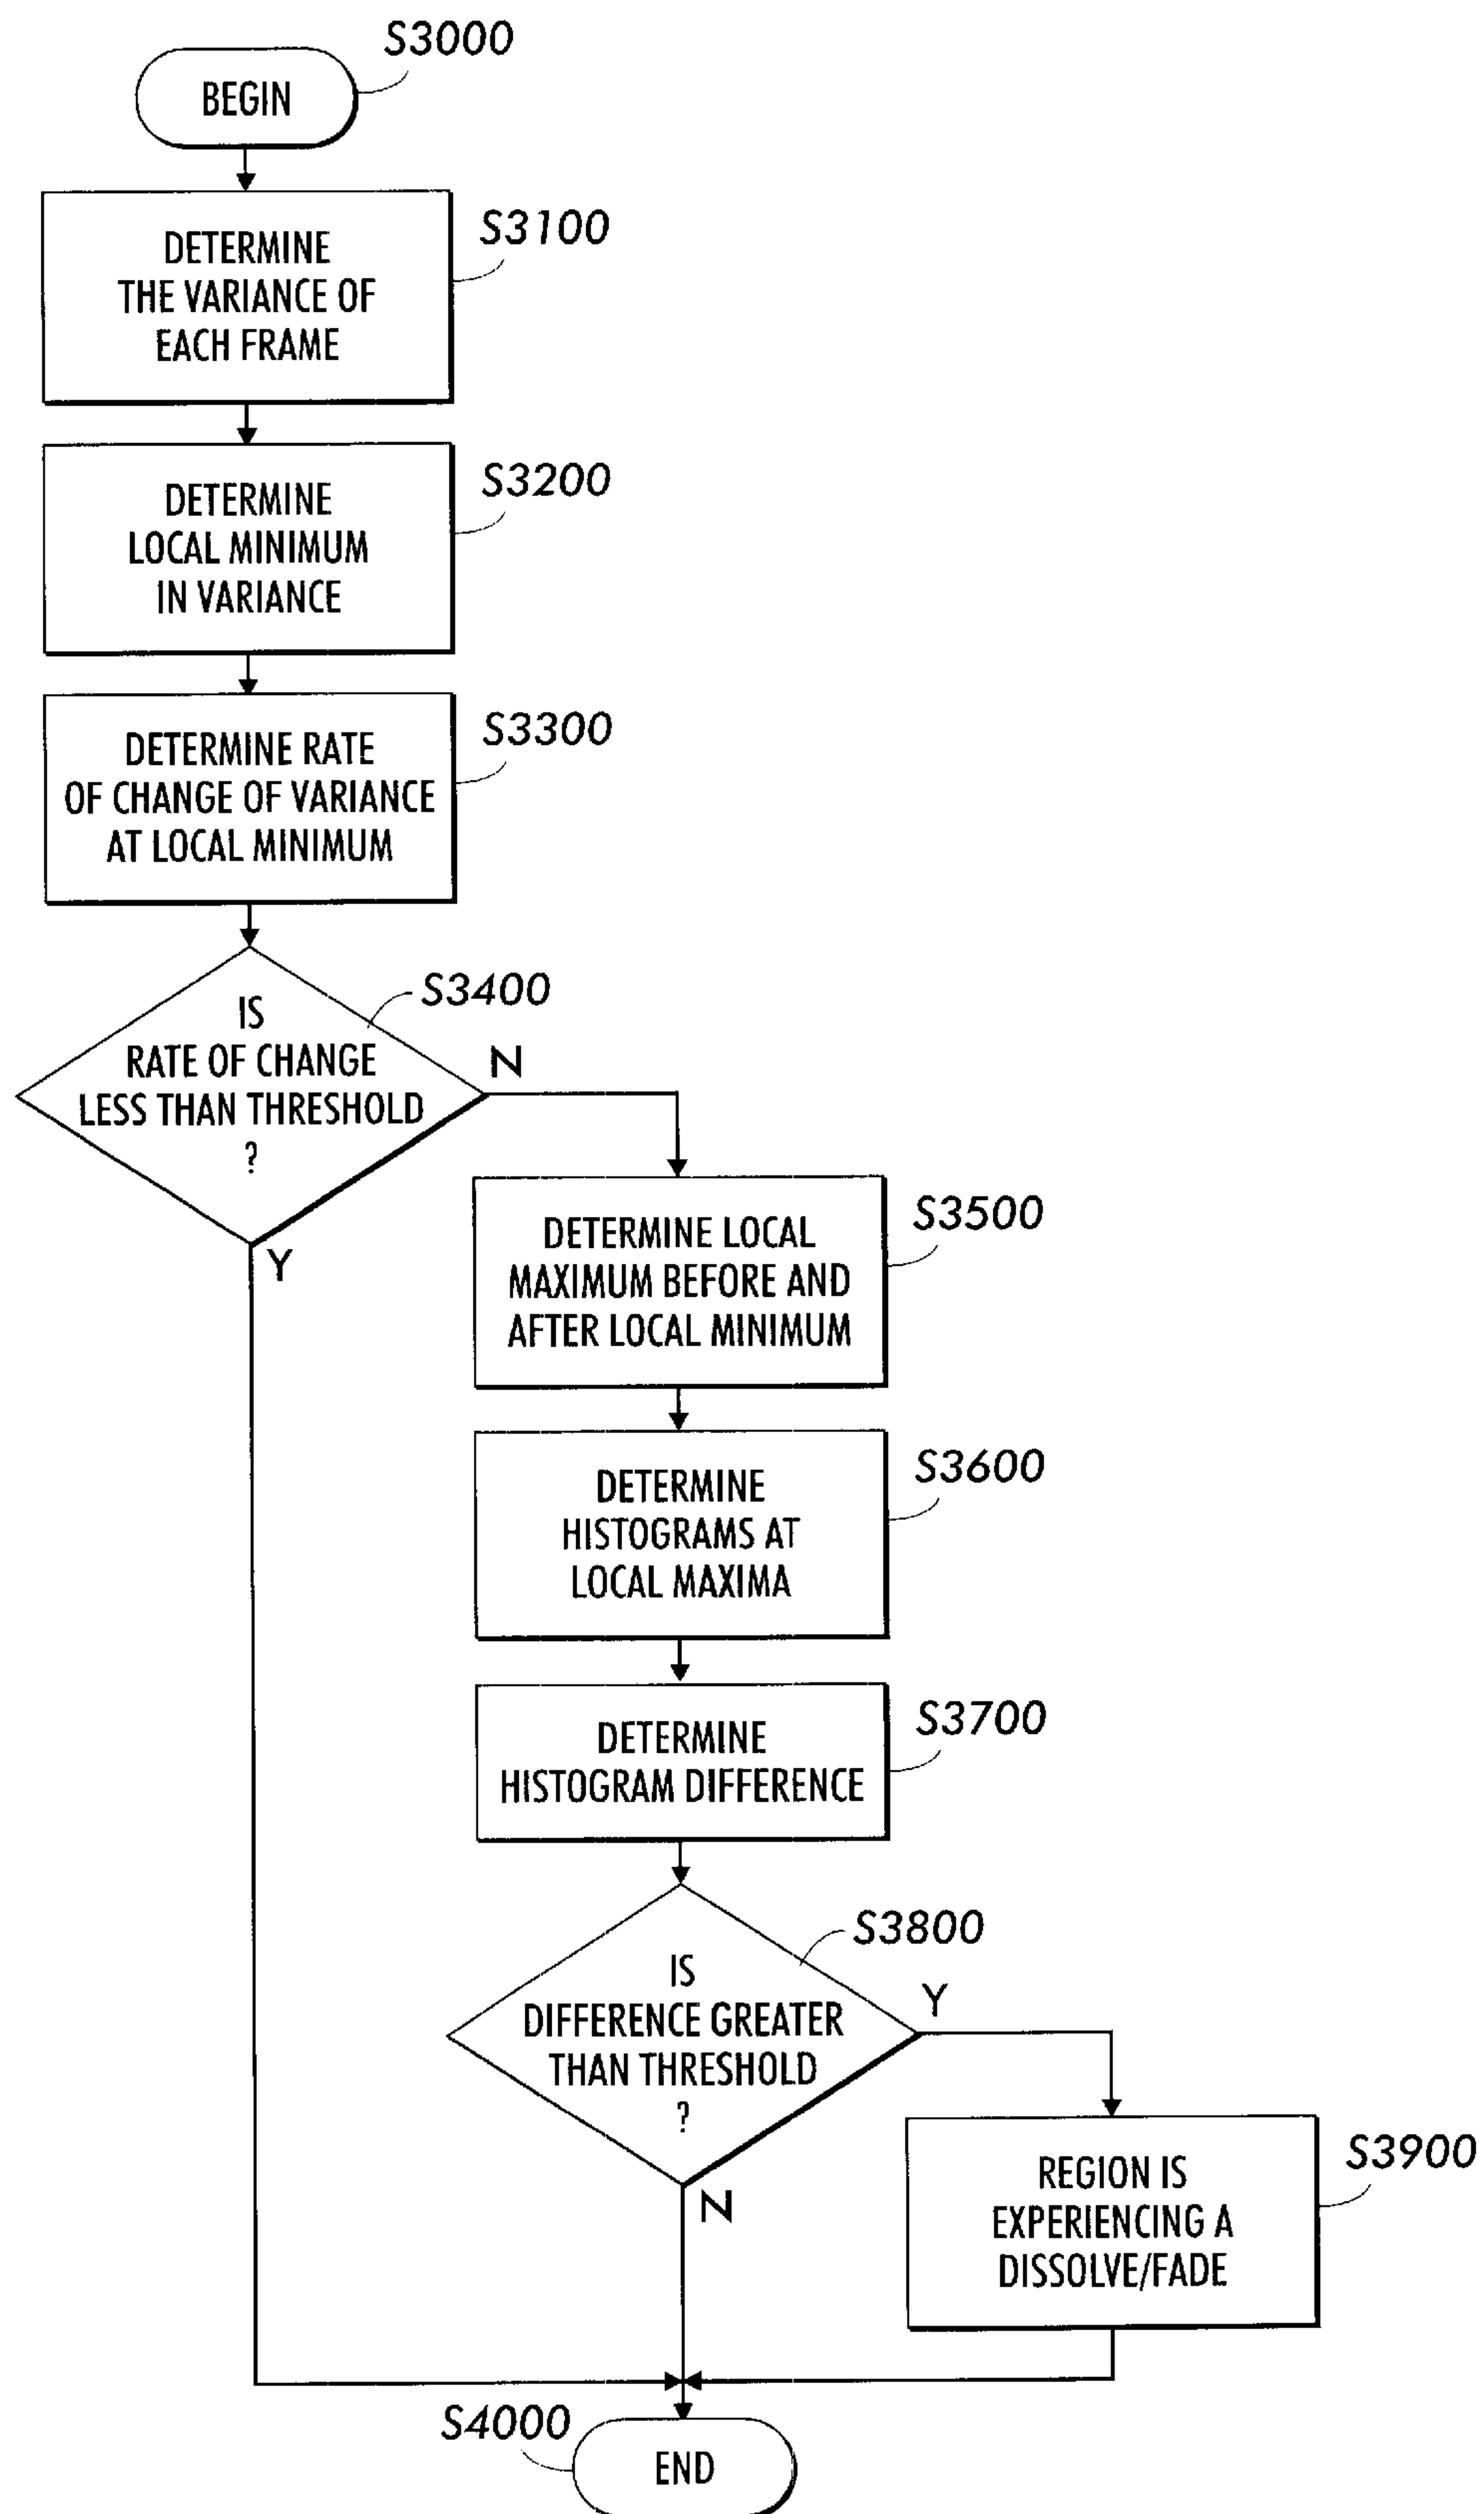 S3000
BEGIN
S3100
DETERMINE
THE VARIANCE OF
EACH FRAME
S3200
DETERMINE
LOCAL MINIMUM
IN VARIANCE
S3300
DETERMINE RATE
OF CHANGE OF VARIANCE
AT LOCAL MINIMUM
S3400
IS
RATE OF CHANGE
LESS THAN THRESHOLD
?
N
Y
S3500
DETERMINE LOCAL
MAXIMUM BEFORE AND
AFTER LOCAL MINIMUM
S3600
DETERMINE
HISTOGRAMS AT
LOCAL MAXIMA
S3700
DETERMINE
HISTOGRAM DIFFERENCE
S3800
IS
DIFFERENCE GREATER
THAN THRESHOLD
?
Y
N
S3900
REGION IS
EXPERIENCING A
DISSOLVE/FADE
S4000
END